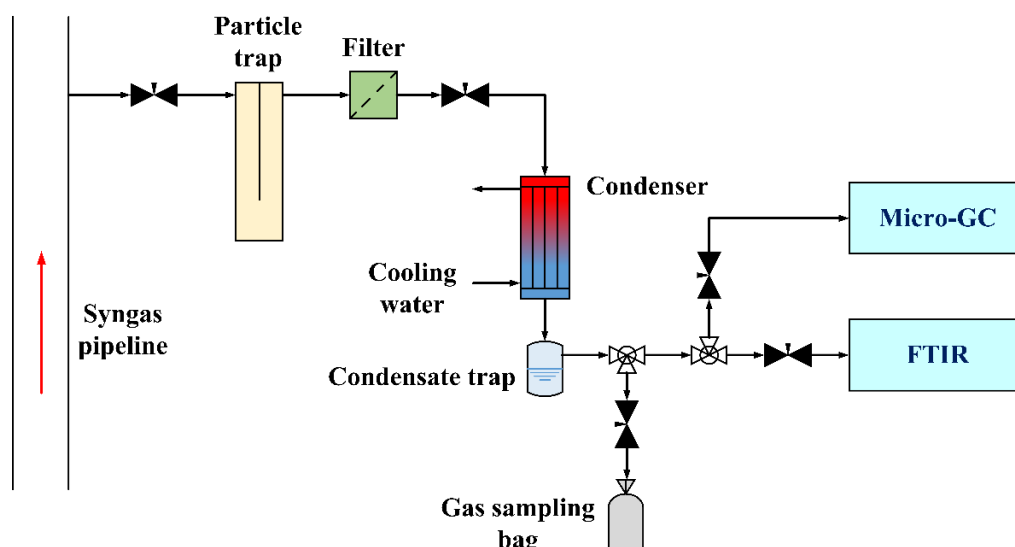 Particle
trap
Filter
Condenser
Micro-GC
Cooling
water
Syngas
pipeline
FTIR
Condensate trap
Gas sampling
bag